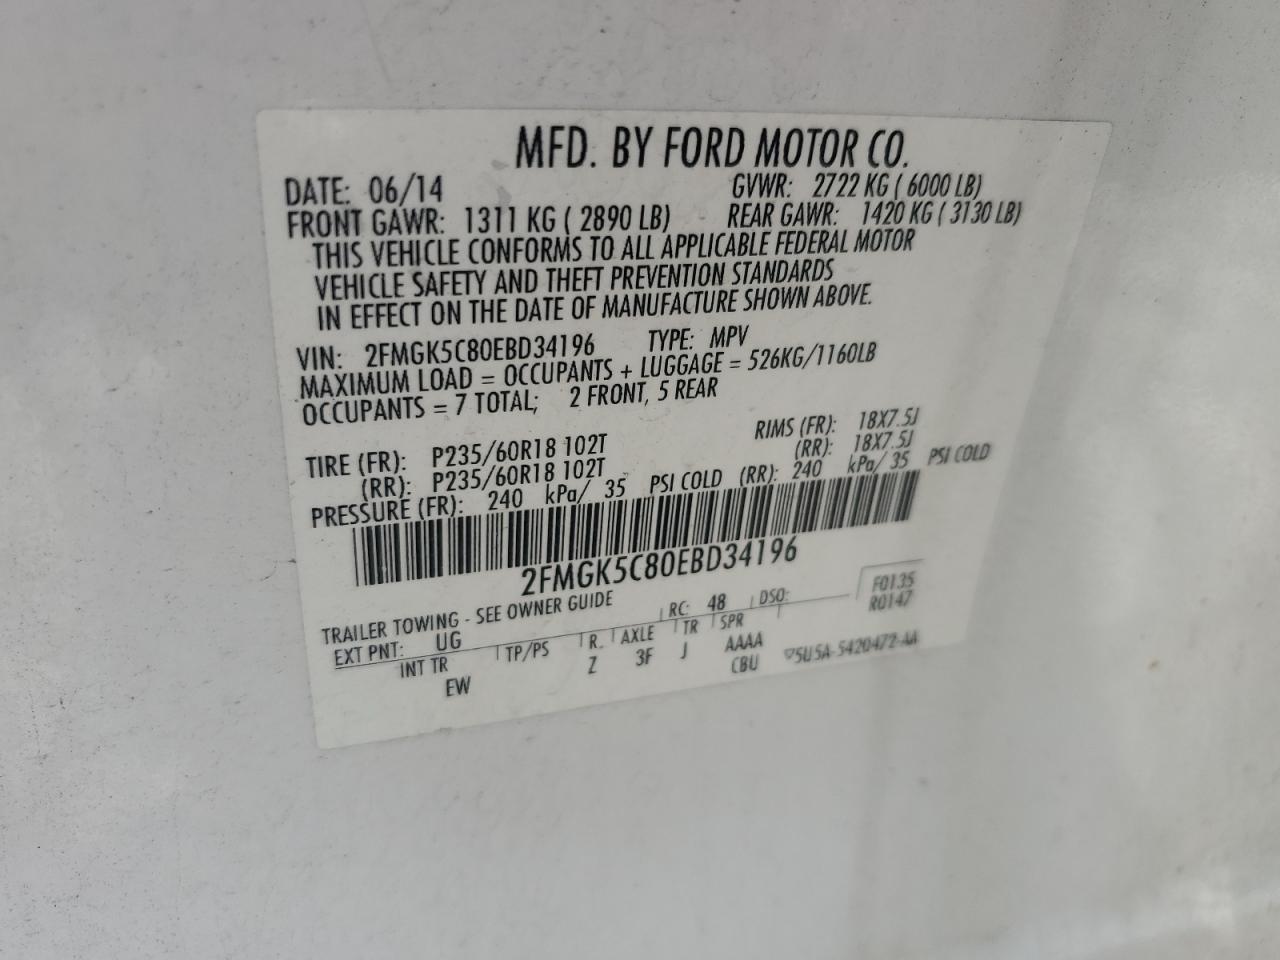 MFD. BY FORD MOTOR CO.
DATE: 06/14 GVWR: 2722 KG ( 6000 LB)
FRONT GAWR: 1311 KG ( 2890 LB) REAR GAWR: 1420 KG ( 3130 LB)
THIS VEHICLE CONFORMS TO ALL APPLICABLE FEDERAL MOTOR
VEHICLE SAFETY AND THEFT PREVENTION STANDARDS
IN EFFECT ON THE DATE OF MANUFACTURE SHOWN ABOVE.
VIN: 2FMGK5C80EBD34196 TYPE: MPV
MAXIMUM LOAD = OCCUPANTS + LUGGAGE = 526KG/1160LB
OCCUPANTS = 7 TOTAL; 2 FRONT, 5 REAR
TIRE (FR): P235/60R18 102T RIMS (FR): 18X7.5J
(RR): P235/60R18 102T (RR): 18X7.5J
PRESSURE (FR): 240 kPa/ 35 PSI COLD (RR): 240 kPa/ 35 PSI COLD
2FMGK5C80EBD34196
TRAILER TOWING - SEE OWNER GUIDE F0135
EXT PNT: UG RC: 48 DSO: R0147
INT TR TP/PS R. AXLE TR SPR
EW Z 3F J AAAA
CBU 5U5A-5420472-AA